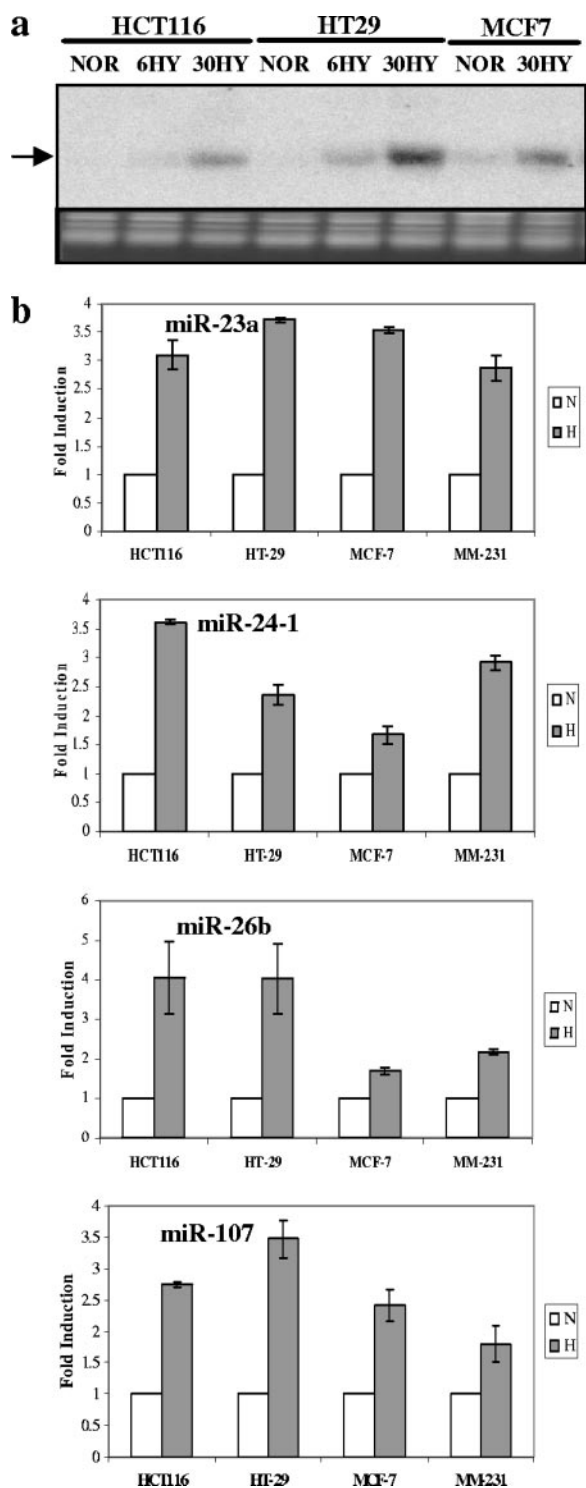 a
HCT116 HT29 MCF7
NOR 6HY 30HY NOR 6HY 30HY NOR 30HY
b
miR-23a
Fold Induction
4
3.5
3
2.5
2
1.5
1
0.5
0
HCT116 HT-29 MCF-7 MM-231
N
H
miR-24-1
Fold Induction
4
3.5
3
2.5
2
1.5
1
0.5
0
HCT116 HT-29 MCF-7 MM-231
N
H
miR-26b
Fold Induction
6
5
4
3
2
1
0
HCT116 HT-29 MCF-7 MM-231
N
H
miR-107
Fold Induction
4
3.5
3
2.5
2
1.5
1
0.5
0
HCT116 HT-29 MCF-7 MM-231
N
H